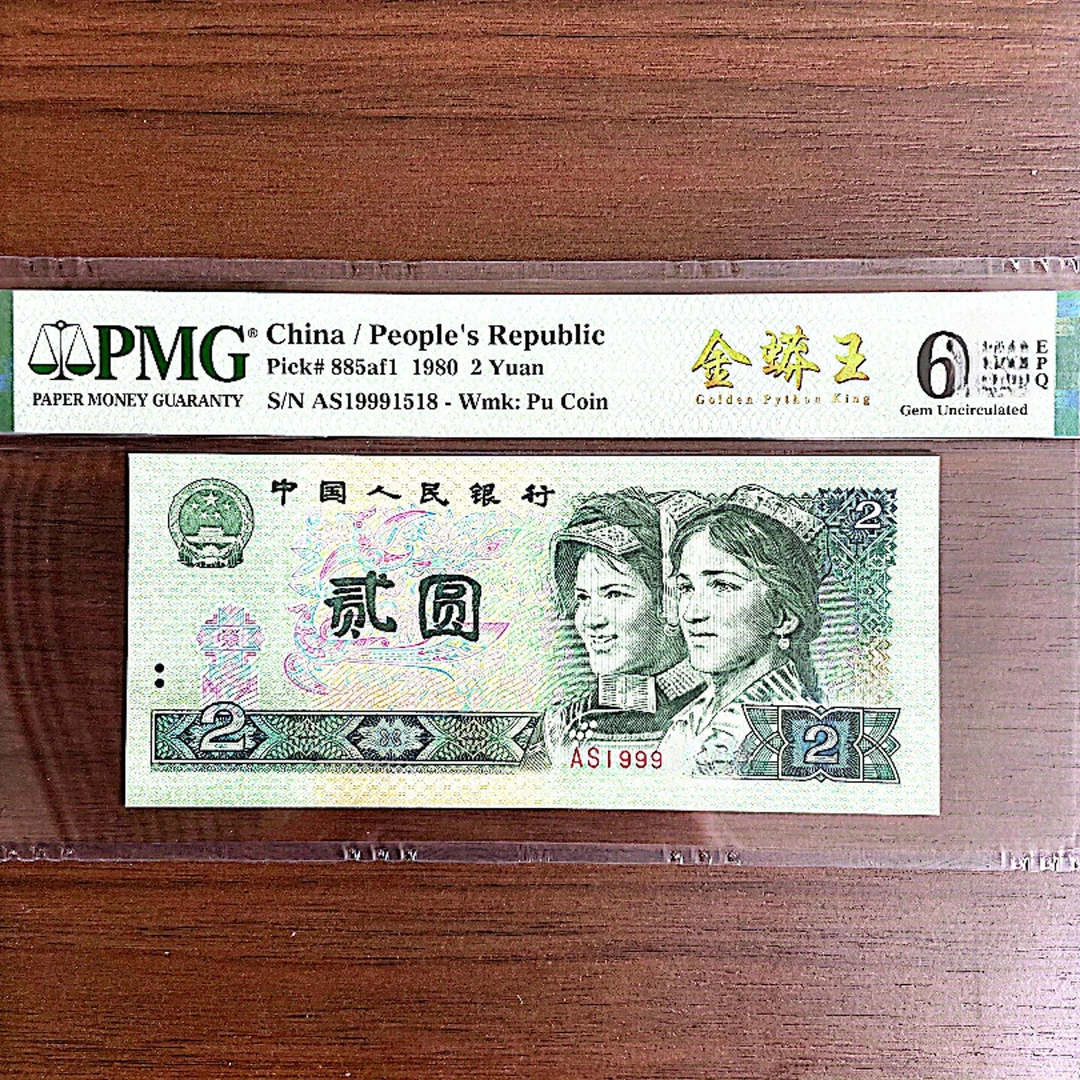 PMG®
PAPER MONEY GUARANTY
China / People's Republic
Pick# 885af1 1980 2 Yuan
S/N AS19991518 - Wmk: Pu Coin
金蟒王
Golden Python King
6
EPQ
Gem Uncirculated
中国人民银行
2
贰圆
2
AS1999
2